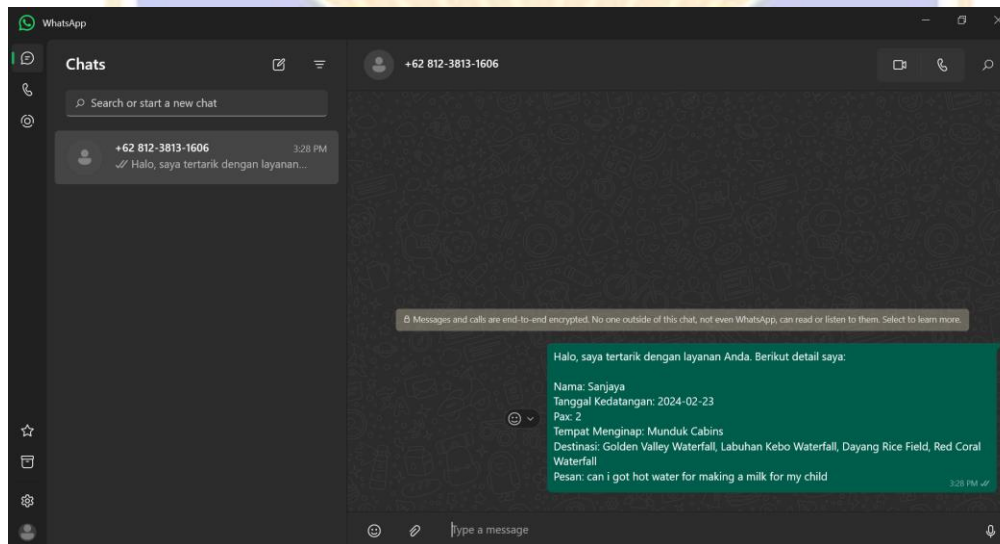 WhatsApp
Chats
Search or start a new chat
+62 812-3813-1606
3:28 PM
Halo, saya tertarik dengan layanan...
+62 812-3813-1606
Messages and calls are end-to-end encrypted. No one outside of this chat, not even WhatsApp, can read or listen to them. Select to learn more.
Halo, saya tertarik dengan layanan Anda. Berikut detail saya:
Nama: Sanjaya
Tanggal Kedatangan: 2024-02-23
Pax: 2
Tempat Menginap: Munduk Cabins
Destinasi: Golden Valley Waterfall, Labuhan Kebo Waterfall, Dayang Rice Field, Red Coral
Waterfall
Pesan: can i got hot water for making a milk for my child
3:28 PM
Type a message